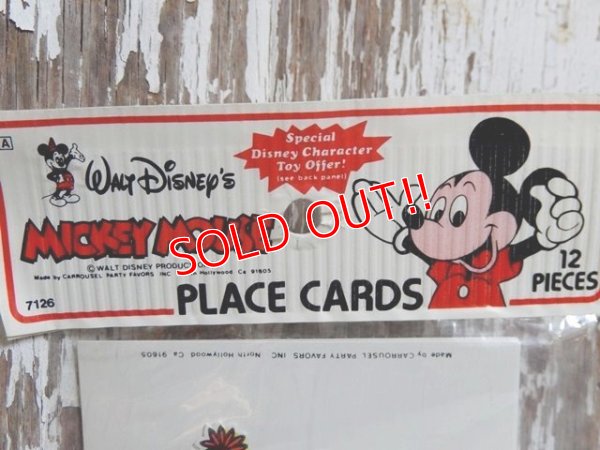 A
Walt Disney's
MICKEY MOUSE
© WALT DISNEY PRODUCTIONS
Made by CARROUSEL PARTY FAVORS INC Hollywood Ca 91605
7126
Special
Disney Character
Toy Offer!
(see back panel)
SOLD OUT!!
PLACE CARDS
12
PIECES
Made by CARROUSEL PARTY FAVORS INC. North Hollywood Ca 91605